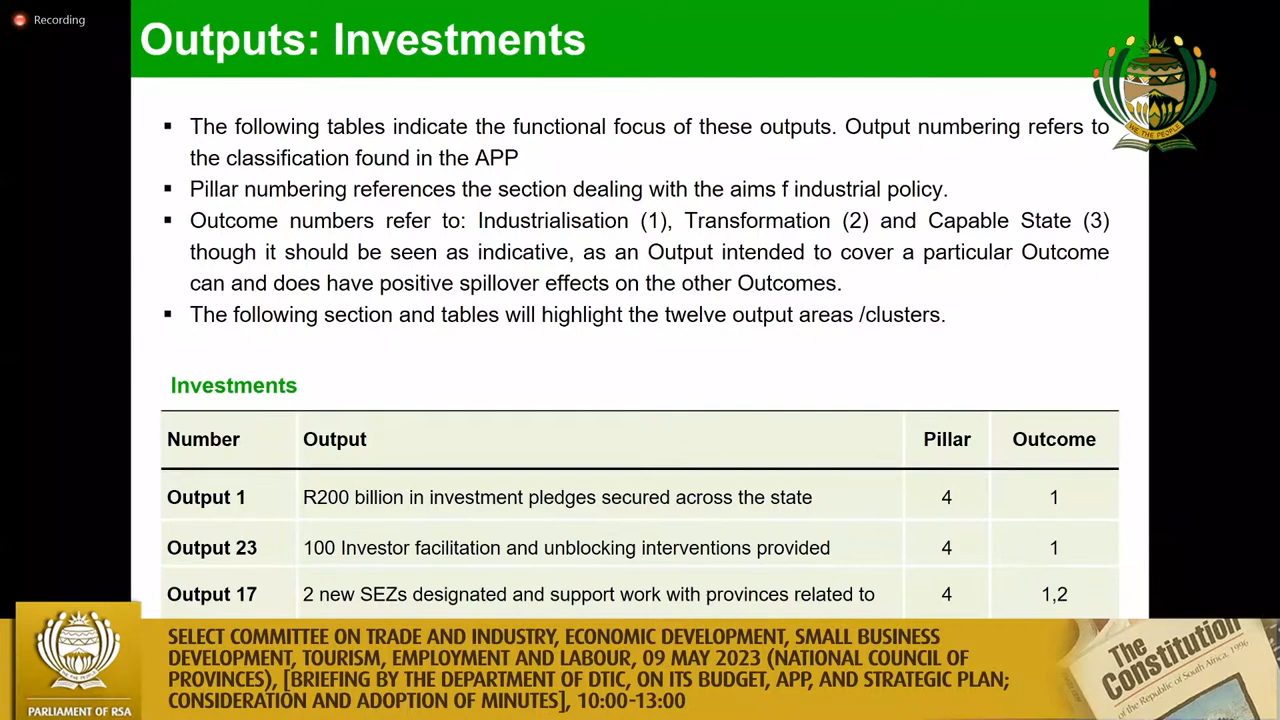 Recording
Outputs: Investments
WE THE PEOPLE
▪ The following tables indicate the functional focus of these outputs. Output numbering refers to
the classification found in the APP
▪ Pillar numbering references the section dealing with the aims f industrial policy.
▪ Outcome numbers refer to: Industrialisation (1), Transformation (2) and Capable State (3)
though it should be seen as indicative, as an Output intended to cover a particular Outcome
can and does have positive spillover effects on the other Outcomes.
▪ The following section and tables will highlight the twelve output areas /clusters.
Investments
Number Output Pillar Outcome
Output 1 R200 billion in investment pledges secured across the state 4 1
Output 23 100 Investor facilitation and unblocking interventions provided 4 1
Output 17 2 new SEZs designated and support work with provinces related to 4 1,2
SELECT COMMITTEE ON TRADE AND INDUSTRY, ECONOMIC DEVELOPMENT, SMALL BUSINESS
DEVELOPMENT, TOURISM, EMPLOYMENT AND LABOUR, 09 MAY 2023 (NATIONAL COUNCIL OF
PROVINCES), [BRIEFING BY THE DEPARTMENT OF DTIC, ON ITS BUDGET, APP, AND STRATEGIC PLAN;
CONSIDERATION AND ADOPTION OF MINUTES], 10:00-13:00
PARLIAMENT OF RSA
The
Constitution
of the Republic of South Africa, 1996